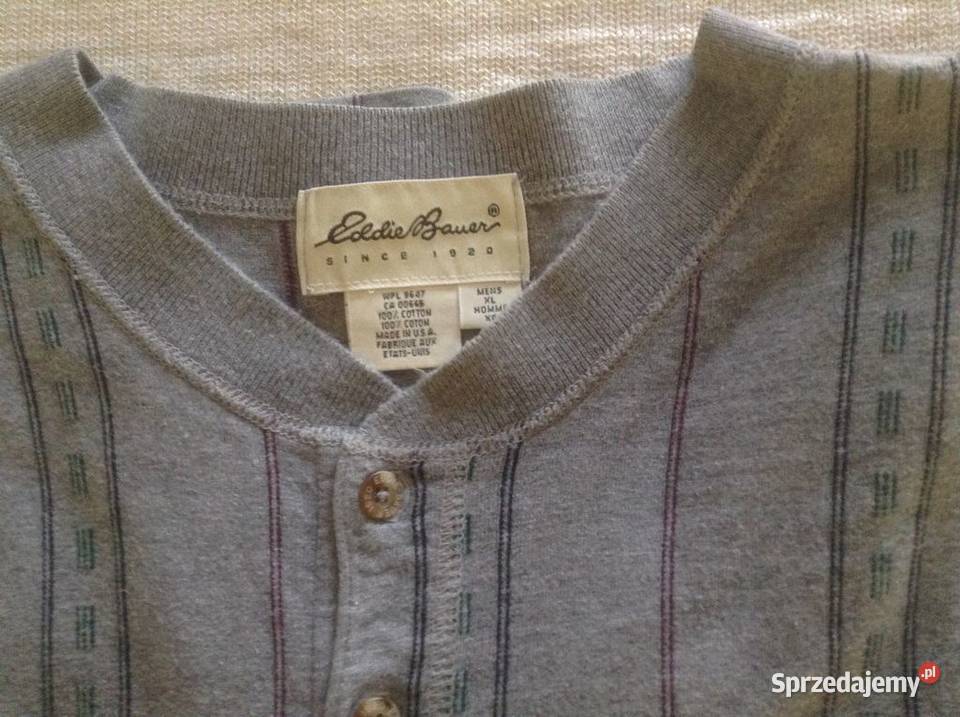 Eddie Bauer®
SINCE 1920
WPL 9647
CA 00645
100% COTTON
100% COTON
MADE IN U.S.A.
FABRIQUE AUX
ETATS-UNIS
MENS
XL
HOMME
Sprzedajemy.pl